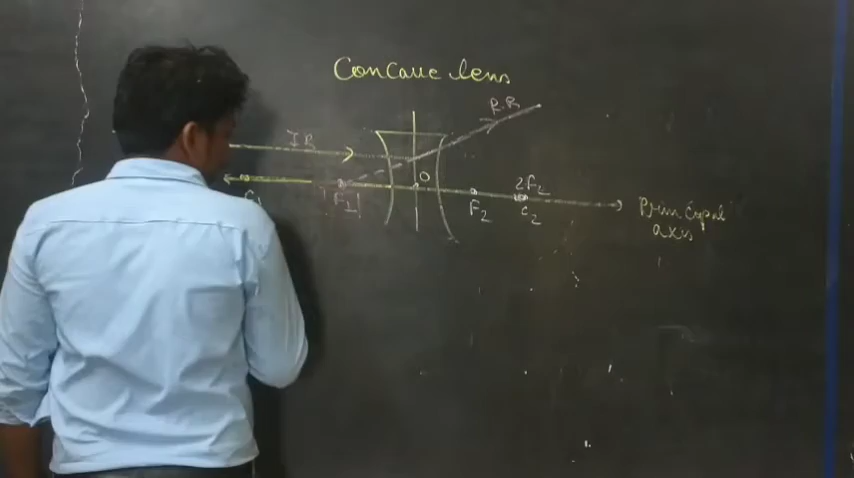 Concave lens
R.R
I.R
O
2F2
F1
F2
C2
Principal
axis